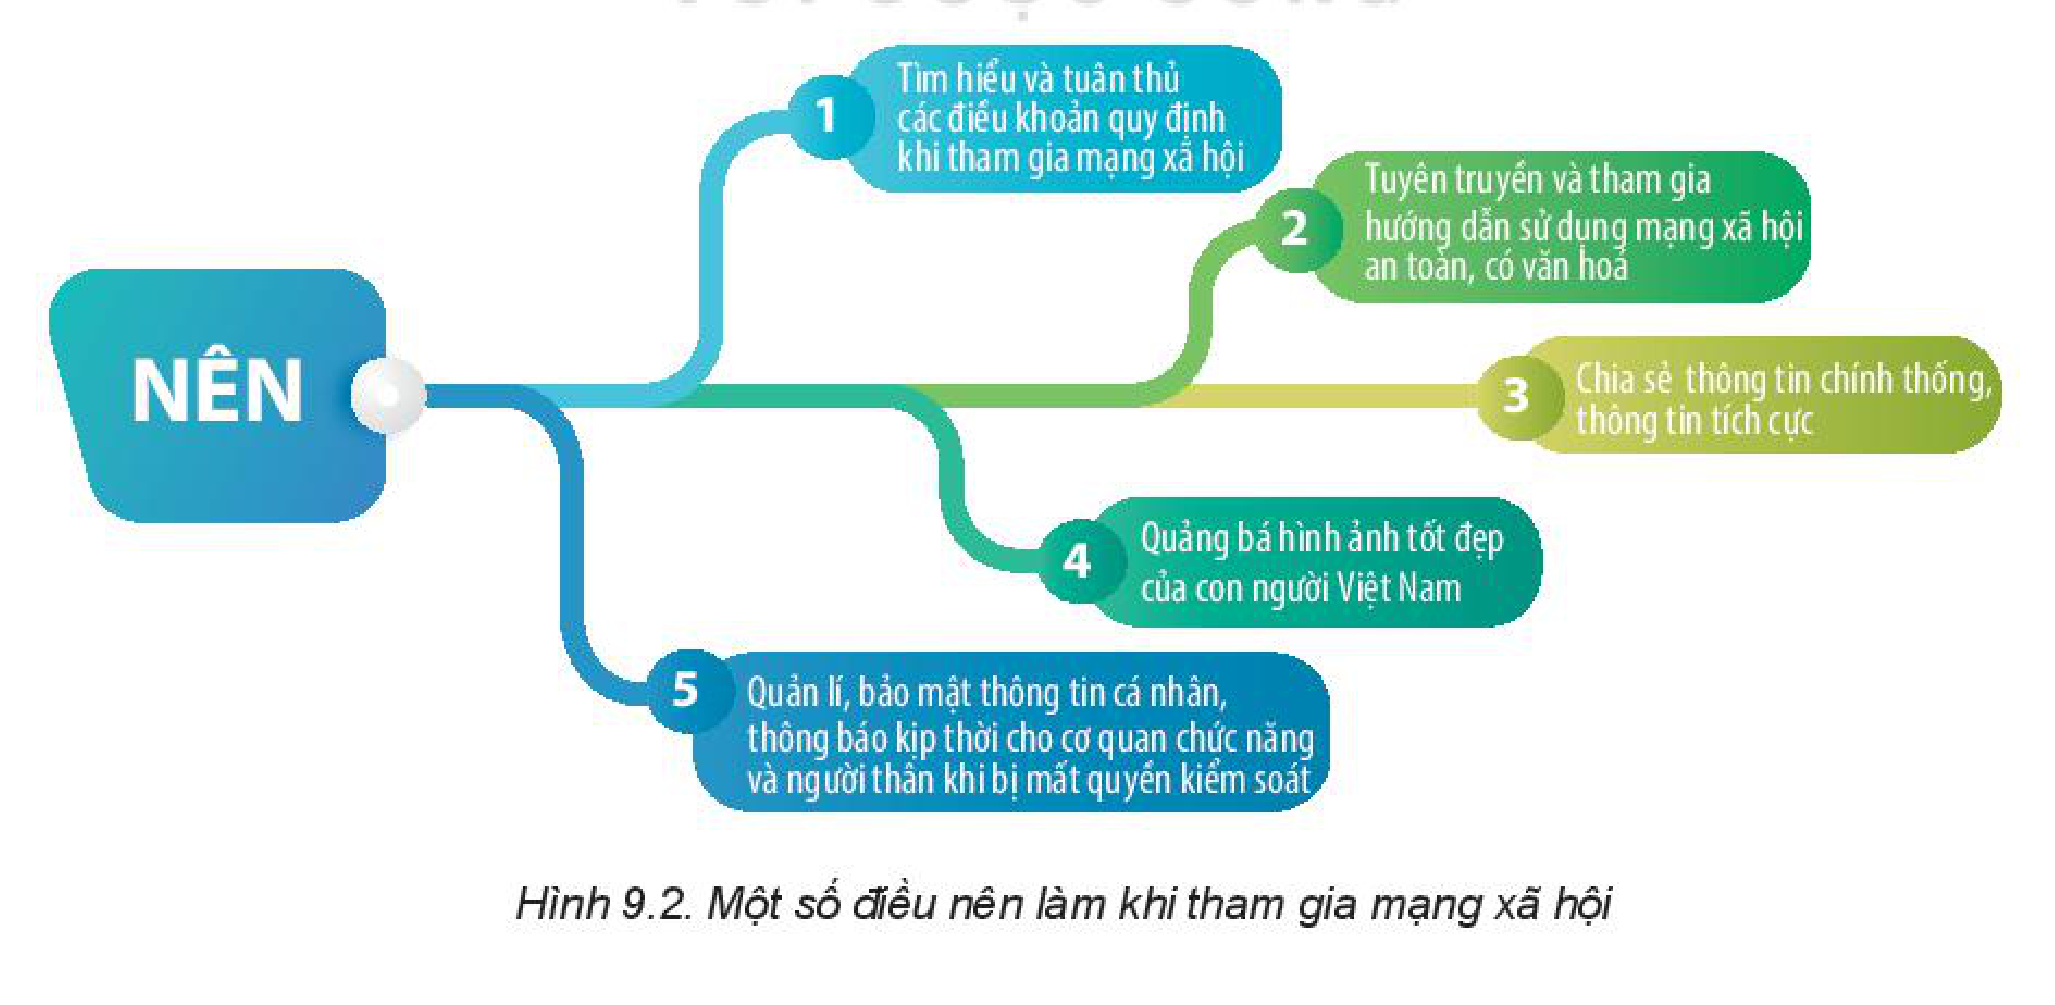 NÊN
1
Tìm hiểu và tuân thủ
các điều khoản quy định
khi tham gia mạng xã hội
2
Tuyên truyền và tham gia
hướng dẫn sử dụng mạng xã hội
an toàn, có văn hoá
3
Chia sẻ thông tin chính thống,
thông tin tích cực
4
Quảng bá hình ảnh tốt đẹp
của con người Việt Nam
5
Quản lí, bảo mật thông tin cá nhân,
thông báo kịp thời cho cơ quan chức năng
và người thân khi bị mất quyền kiểm soát
Hình 9.2. Một số điều nên làm khi tham gia mạng xã hội